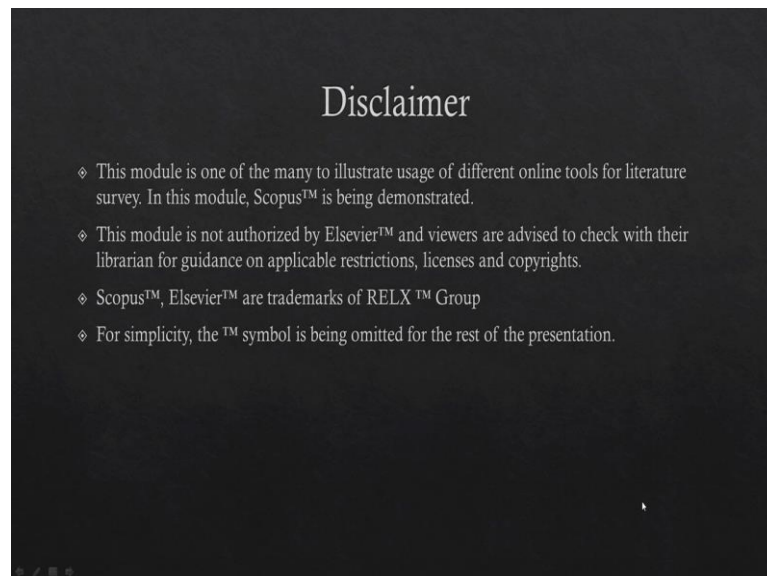 Disclaimer
This module is one of the many to illustrate usage of different online tools for literature
survey. In this module, Scopus™ is being demonstrated.
This module is not authorized by Elsevier™ and viewers are advised to check with their
librarian for guidance on applicable restrictions, licenses and copyrights.
Scopus™, Elsevier™ are trademarks of RELX ™ Group
For simplicity, the ™ symbol is being omitted for the rest of the presentation.